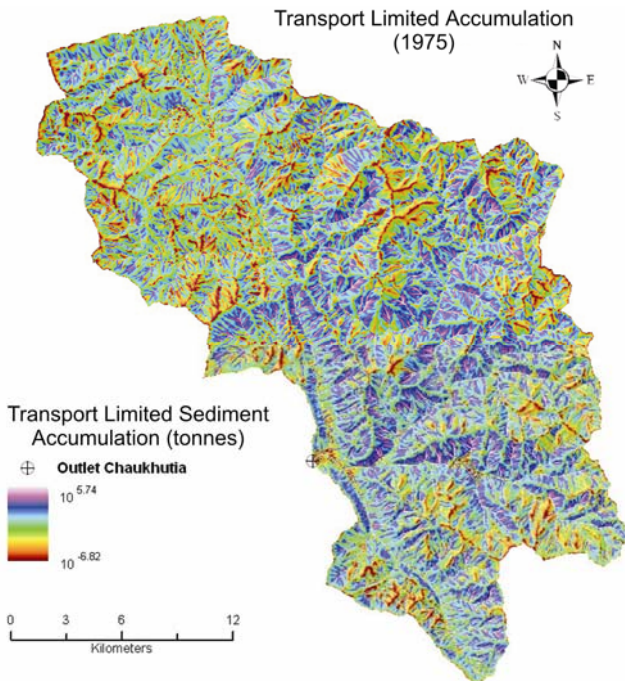 Transport Limited Accumulation
(1975)
N
W E
S
Transport Limited Sediment
Accumulation (tonnes)
Outlet Chaukhutia
10 5.74
10 -6.82
0 3 6 12
Kilometers